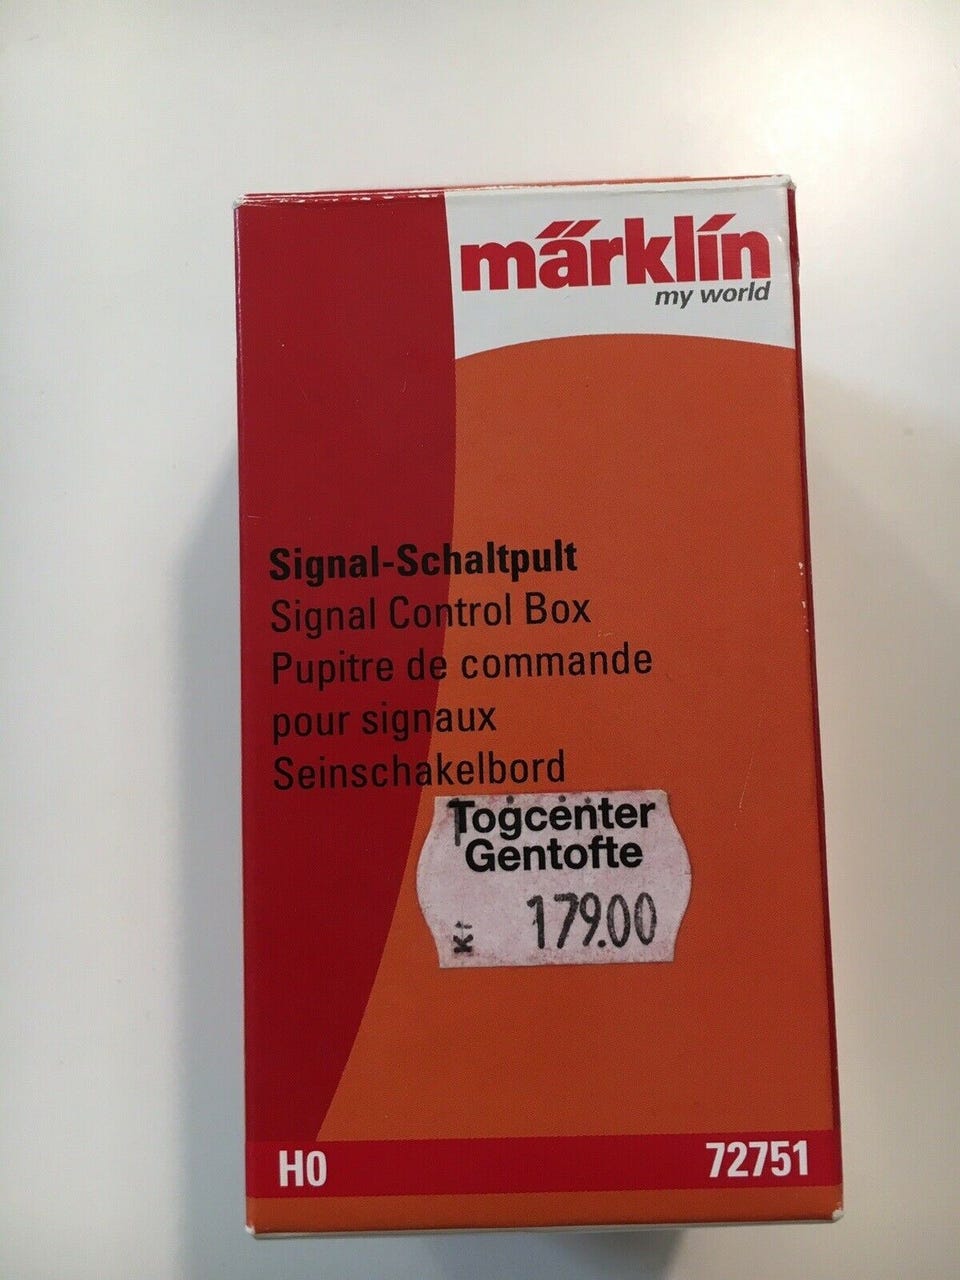 märklin
my world
Signal-Schaltpult
Signal Control Box
Pupitre de commande
pour signaux
Seinschakelbord
Togcenter
Gentofte
Kr 179.00
H0 72751